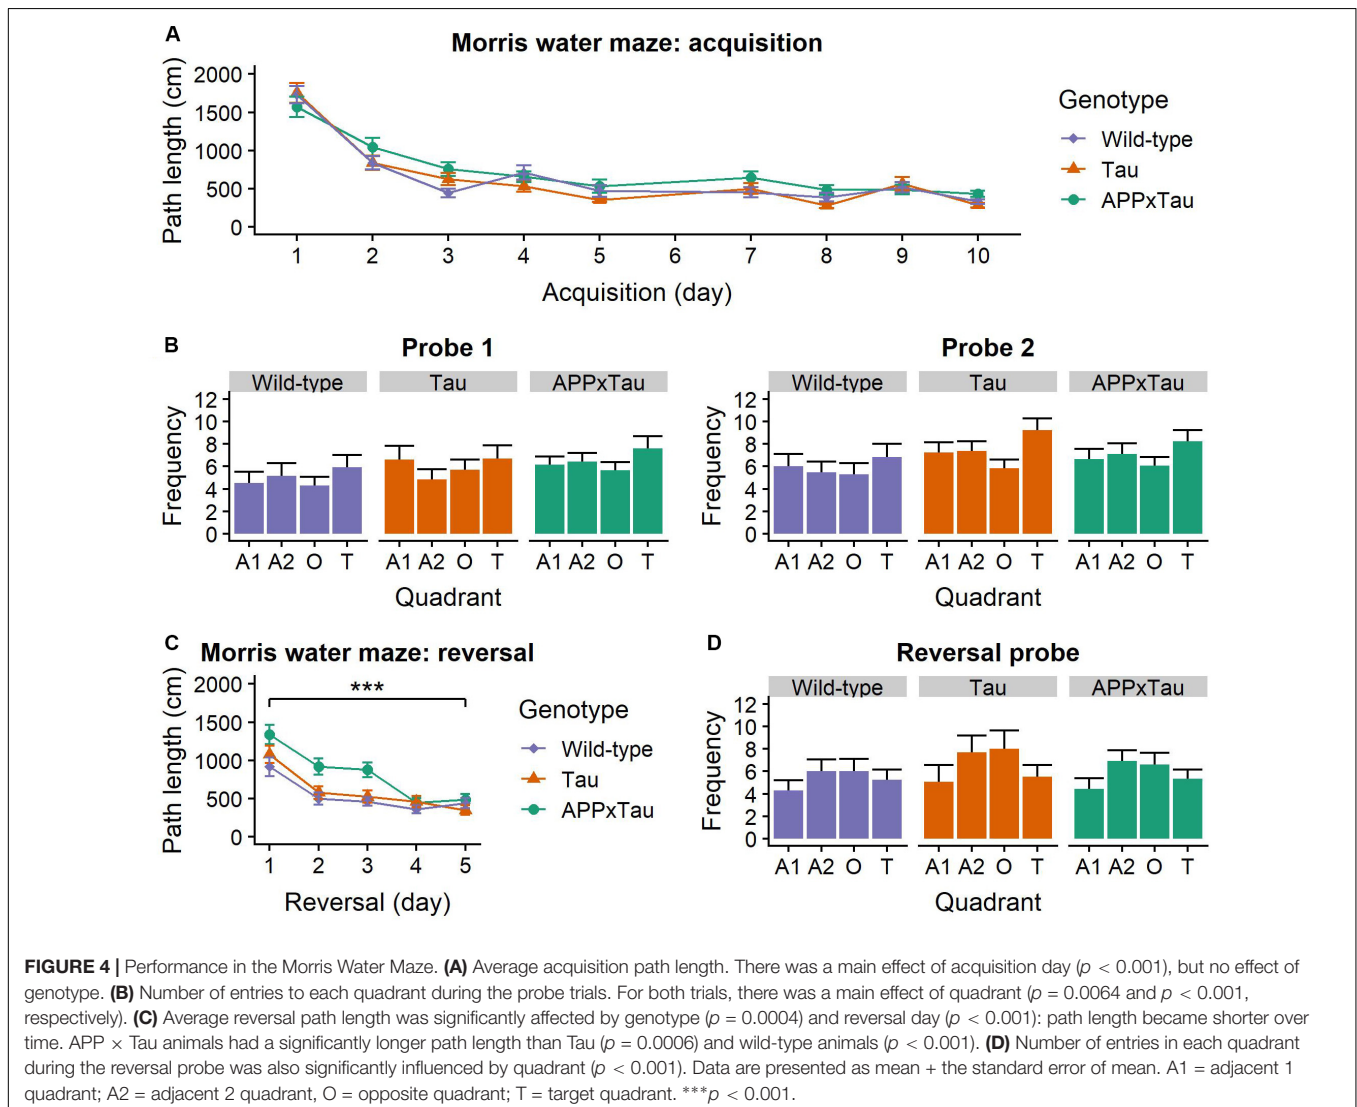 A
Morris water maze: acquisition
Path length (cm)
2000
1500
1000
500
0
1 2 3 4 5 6 7 8 9 10
Acquisition (day)
Genotype
Wild-type
Tau
APPxTau
B
Probe 1
Wild-type Tau APPxTau
Frequency
12
10
8
6
4
2
0
A1 A2 O T A1 A2 O T A1 A2 O T
Quadrant
Probe 2
Wild-type Tau APPxTau
Frequency
12
10
8
6
4
2
0
A1 A2 O T A1 A2 O T A1 A2 O T
Quadrant
C
Morris water maze: reversal
Path length (cm)
2000
1500
1000
500
0
***
1 2 3 4 5
Reversal (day)
Genotype
Wild-type
Tau
APPxTau
D
Reversal probe
Wild-type Tau APPxTau
Frequency
12
10
8
6
4
2
0
A1 A2 O T A1 A2 O T A1 A2 O T
Quadrant
FIGURE 4 | Performance in the Morris Water Maze. (A) Average acquisition path length. There was a main effect of acquisition day (p < 0.001), but no effect of
genotype. (B) Number of entries to each quadrant during the probe trials. For both trials, there was a main effect of quadrant (p = 0.0064 and p < 0.001,
respectively). (C) Average reversal path length was significantly affected by genotype (p = 0.0004) and reversal day (p < 0.001): path length became shorter over
time. APP × Tau animals had a significantly longer path length than Tau (p = 0.0006) and wild-type animals (p < 0.001). (D) Number of entries in each quadrant
during the reversal probe was also significantly influenced by quadrant (p < 0.001). Data are presented as mean + the standard error of mean. A1 = adjacent 1
quadrant; A2 = adjacent 2 quadrant, O = opposite quadrant; T = target quadrant. ***p < 0.001.